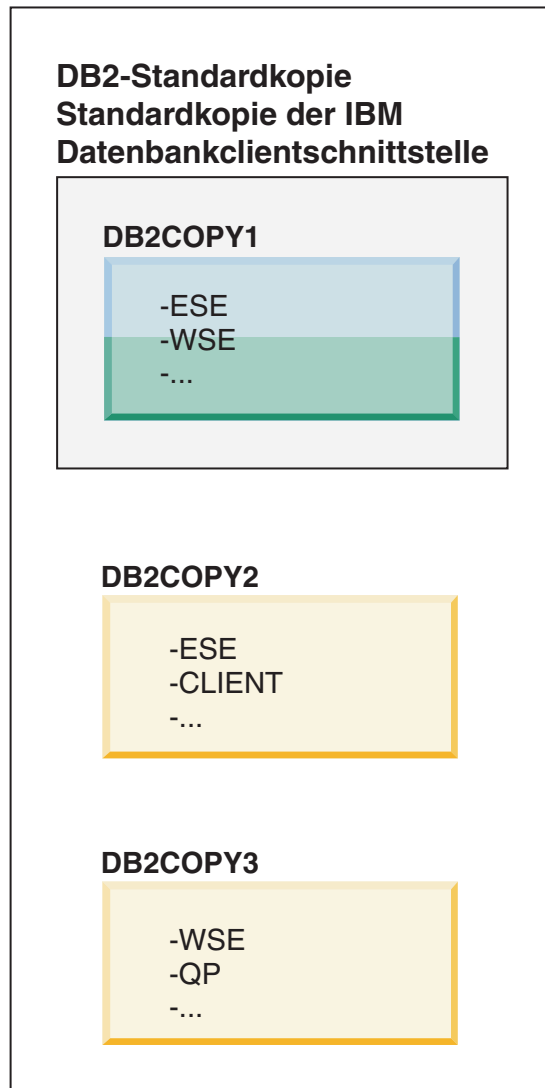 DB2-Standardkopie
Standardkopie der IBM
Datenbankclientschnittstelle
DB2COPY1
-ESE
-WSE
-...
DB2COPY2
-ESE
-CLIENT
-...
DB2COPY3
-WSE
-QP
-...